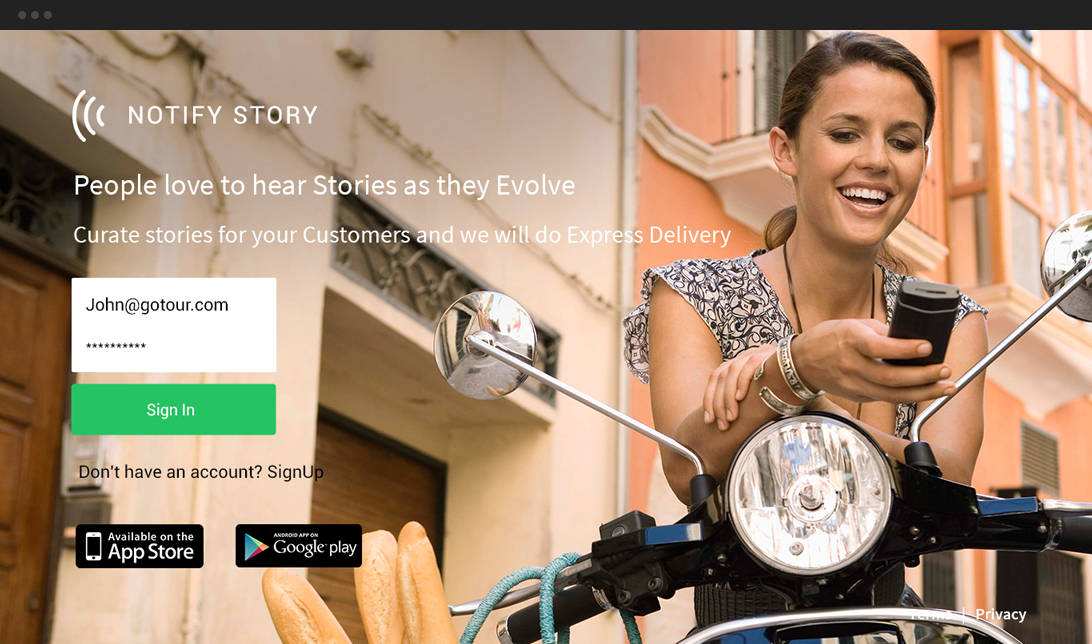 NOTIFY STORY
People love to hear Stories as they Evolve
Curate stories for your Customers and we will do Express Delivery
John@gotour.com
**********
Sign In
Don't have an account? SignUp
Available on the
App Store
ANDROID APP ON
Google play
Terms | Privacy